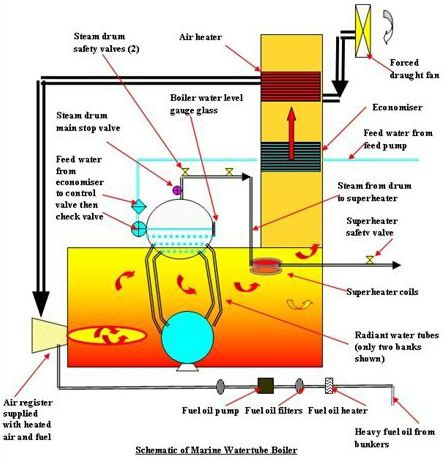 Steam drum
safety valves (2)
Air heater
Forced
draught fan
Boiler water level
gauge glass
Economiser
Steam drum
main stop valve
Feed water from
feed pump
Feed water
from
economiser
to control
valve then
check valve
Steam from drum
to superheater
Superheater
safety valve
Superheater coils
Radiant water tubes
(only two banks
shown)
Air register
supplied
with heated
air and fuel
Fuel oil pump
Fuel oil filters
Fuel oil heater
Heavy fuel oil from
bunkers
Schematic of Marine Watertube Boiler